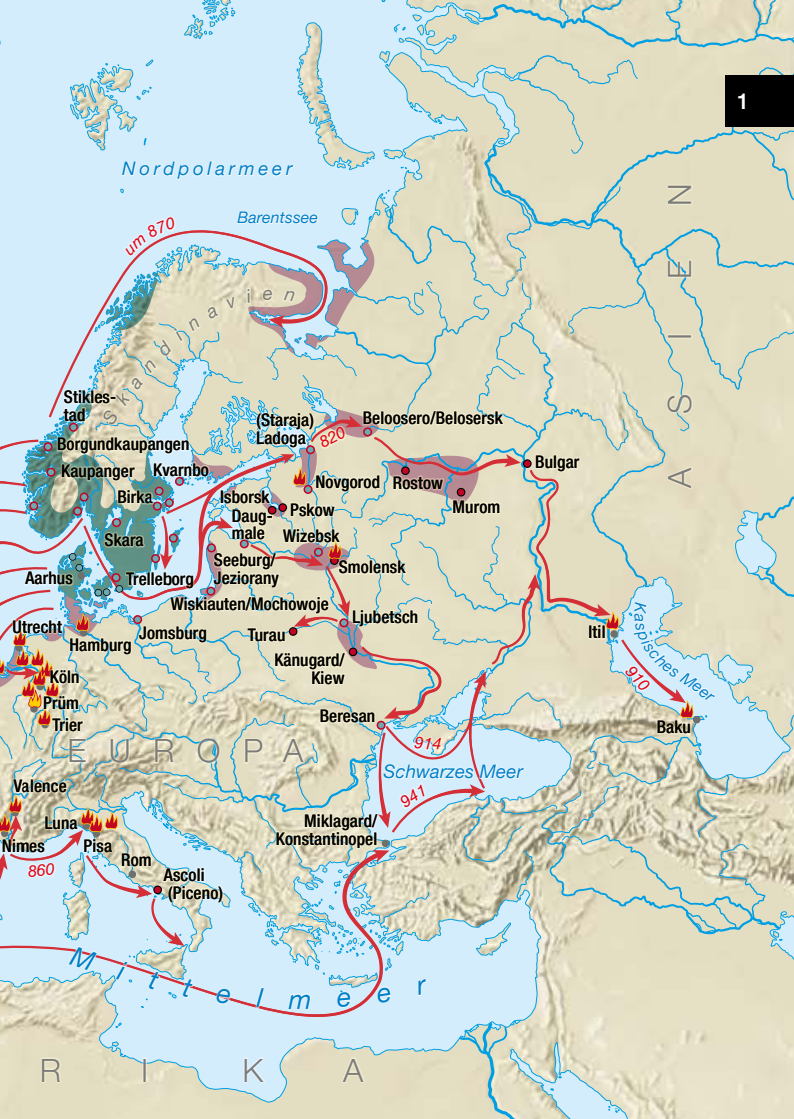 1
Nordpolarmeer
Barentssee
um 870
Skandinavien
ASIEN
Stikles-
tad
Borgundkaupangen
Kaupanger
Kvarnbo
Birka
Skara
Aarhus
Trelleborg
(Staraja)
Ladoga
820
Beloosero/Belosersk
Novgorod
Isborsk
Pskow
Rostow
Murom
Bulgar
Daug-
male
Wizebsk
Smolensk
Seeburg/
Jeziorany
Wiskiauten/Mochowoje
Ljubetsch
Turau
Känugard/
Kiew
Jomsburg
Utrecht
Hamburg
Köln
Prüm
Trier
Itil
Kaspisches Meer
910
Baku
Beresan
914
EUROPA
Schwarzes Meer
941
Valence
Luna
Miklagard/
Konstantinopel
Nimes
Pisa
860
Rom
Ascoli
(Piceno)
Mittelmeer
RIKA